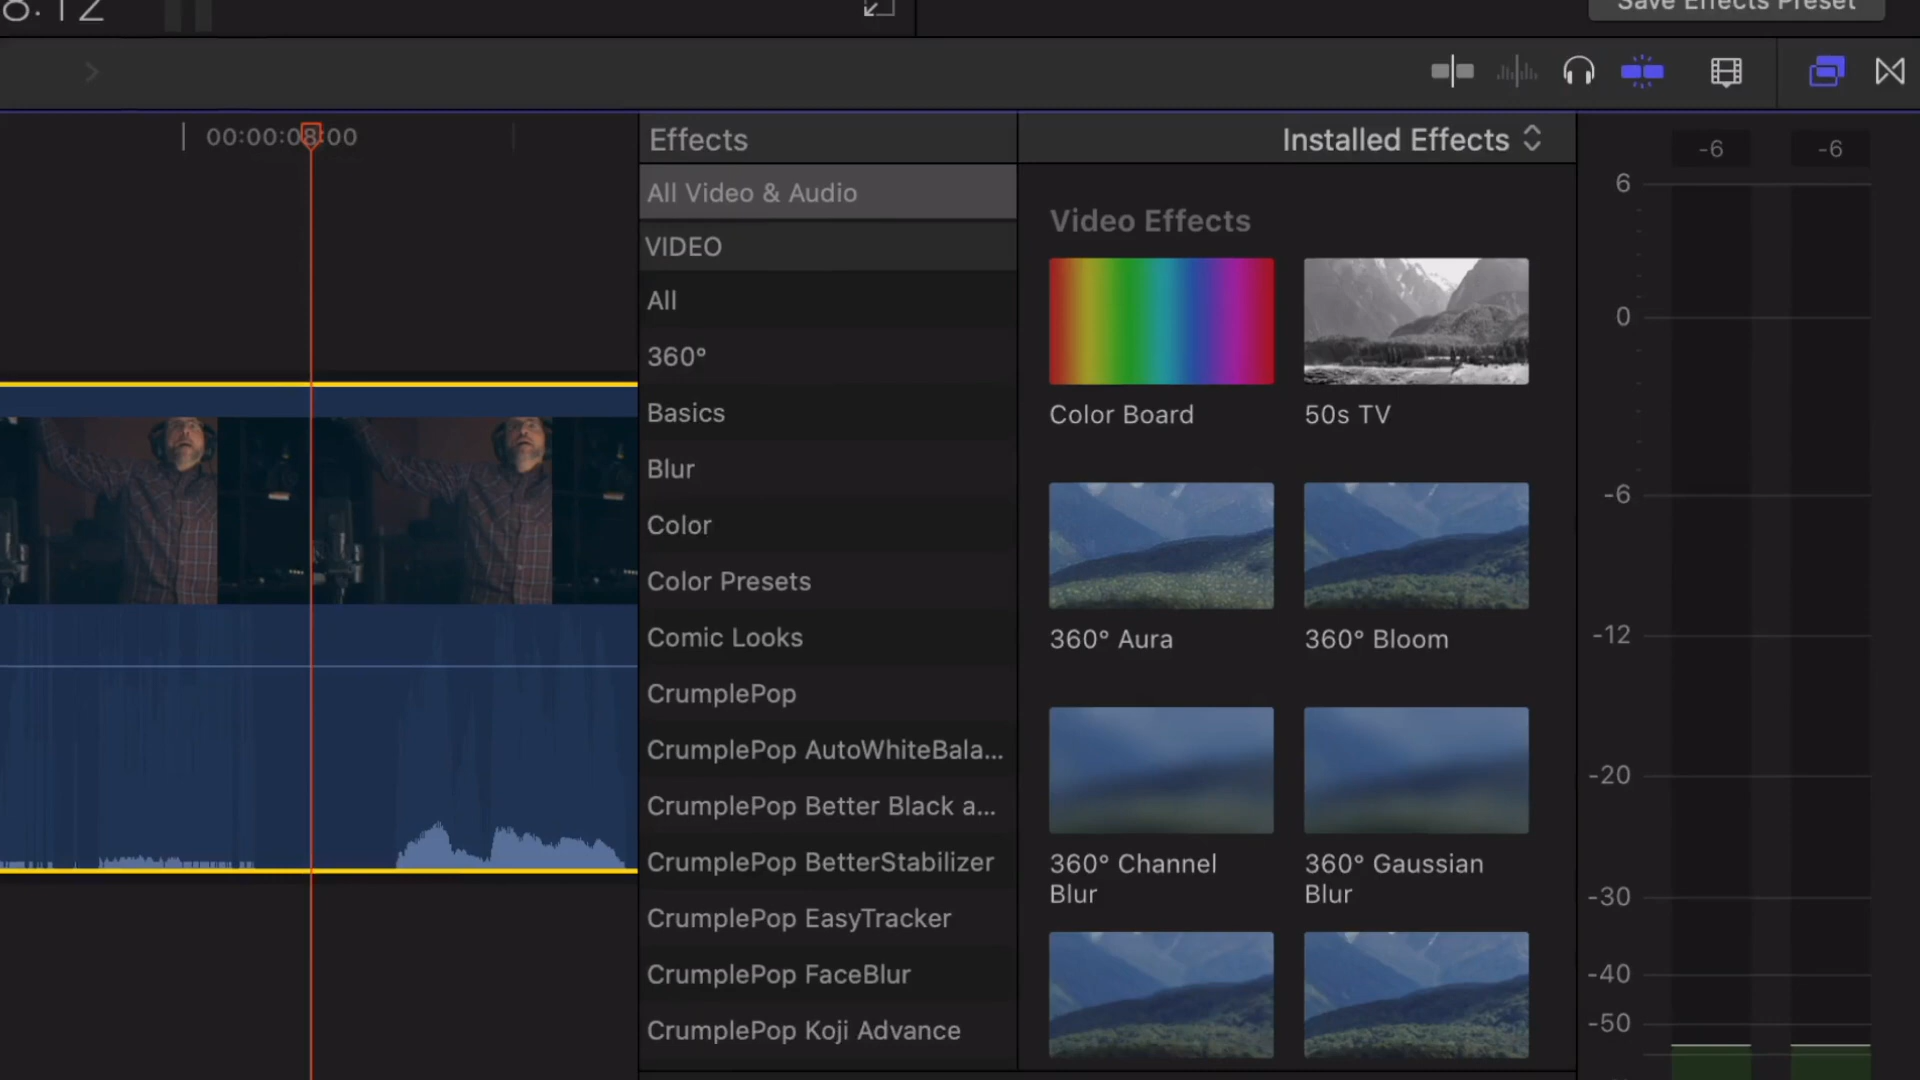 8:12
Save Effects Preset
00:00:08:00
Effects
Installed Effects
-6
-6
All Video & Audio
VIDEO
All
360°
Basics
Blur
Color
Color Presets
Comic Looks
CrumplePop
CrumplePop AutoWhiteBala...
CrumplePop Better Black a...
CrumplePop BetterStabilizer
CrumplePop EasyTracker
CrumplePop FaceBlur
CrumplePop Koji Advance
Video Effects
Color Board
50s TV
360° Aura
360° Bloom
360° Channel
Blur
360° Gaussian
Blur
6
0
-6
-12
-20
-30
-40
-50